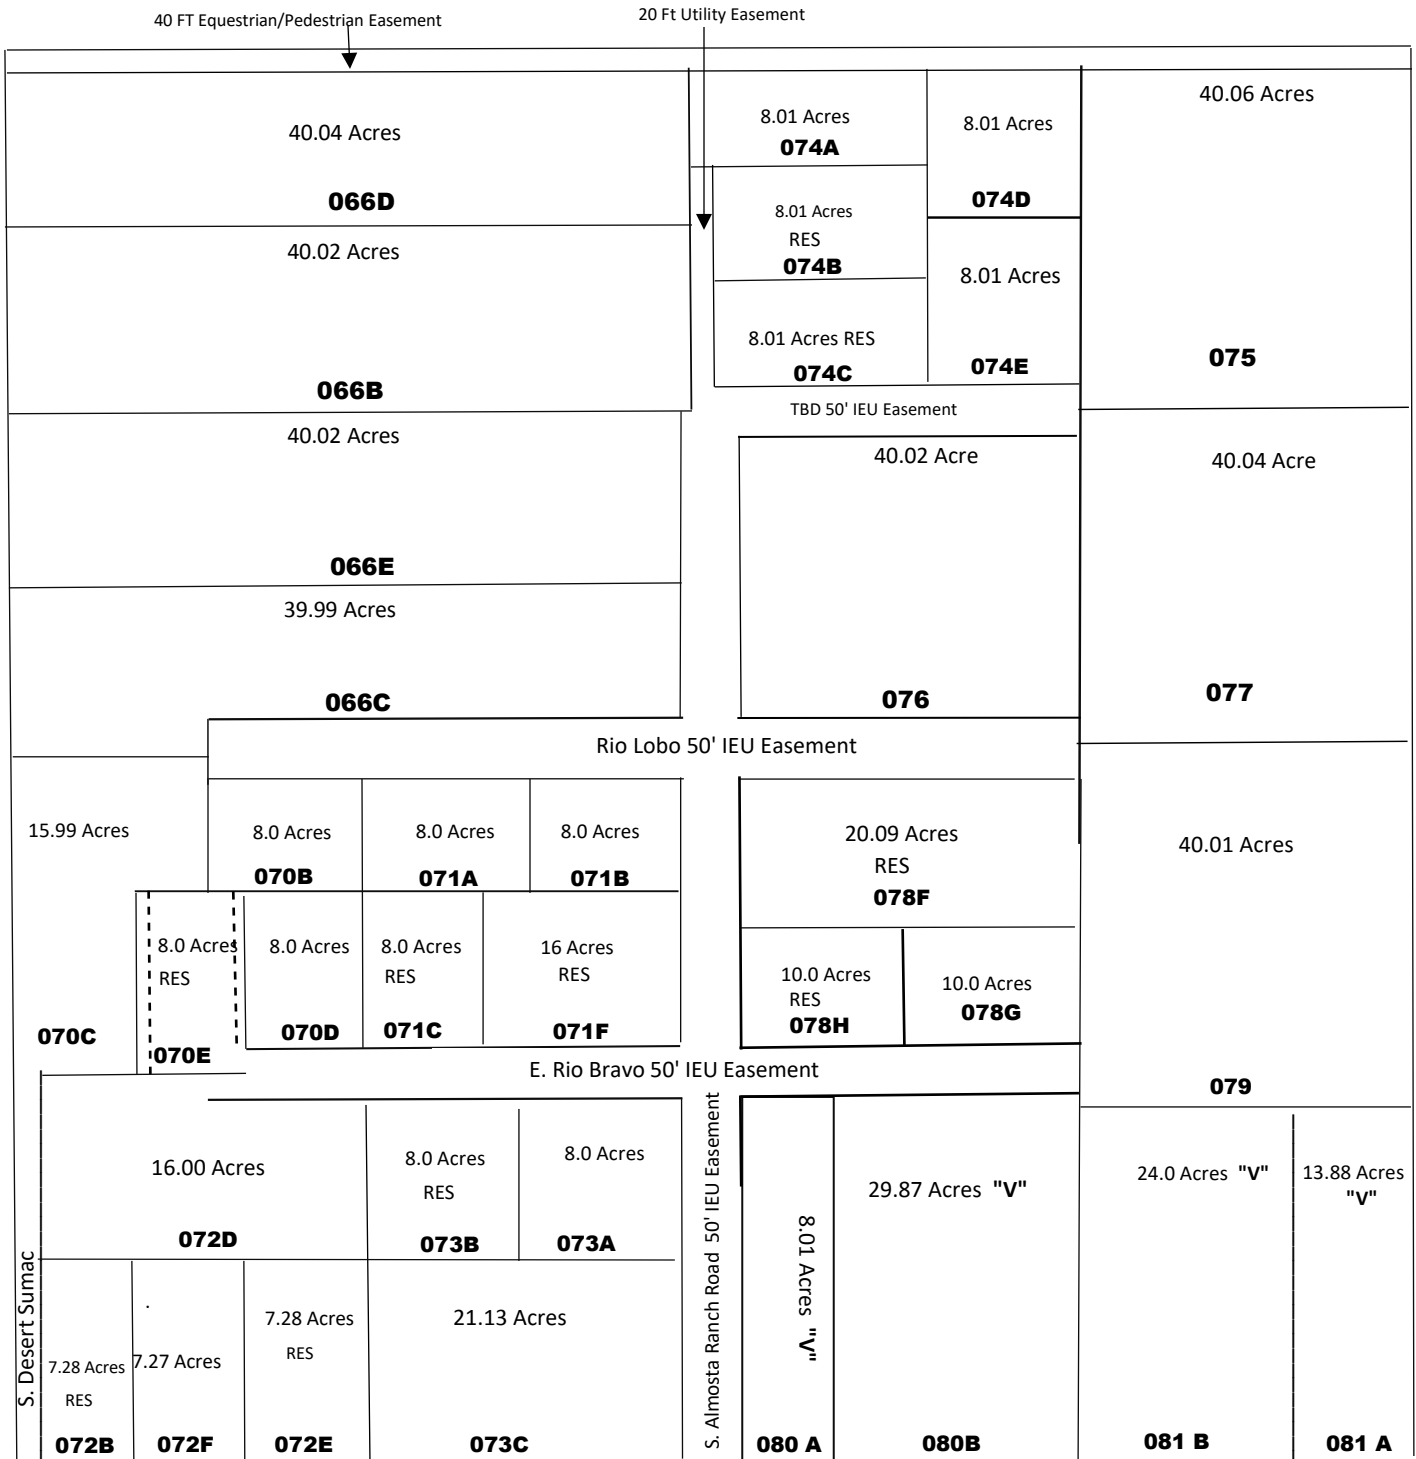 40 FT Equestrian/Pedestrian Easement
20 Ft Utility Easement
40.04 Acres
066D
8.01 Acres
074A
8.01 Acres
074D
40.06 Acres
075
40.02 Acres
066B
8.01 Acres
RES
074B
8.01 Acres RES
074C
8.01 Acres
074E
TBD 50' IEU Easement
40.02 Acres
066E
40.02 Acre
076
40.04 Acre
077
39.99 Acres
066C
Rio Lobo 50' IEU Easement
15.99 Acres
070C
8.0 Acres
070B
8.0 Acres
071A
8.0 Acres
071B
20.09 Acres
RES
078F
40.01 Acres
079
8.0 Acres
RES
070E
8.0 Acres
070D
8.0 Acres
RES
071C
16 Acres
RES
071F
10.0 Acres
RES
078H
10.0 Acres
078G
E. Rio Bravo 50' IEU Easement
16.00 Acres
072D
8.0 Acres
RES
073B
8.0 Acres
073A
S. Almosta Ranch Road 50' IEU Easement
8.01 Acres "V"
080 A
29.87 Acres "V"
080B
24.0 Acres "V"
081 B
13.88 Acres
"V"
081 A
S. Desert Sumac
7.28 Acres
RES
072B
7.27 Acres
072F
7.28 Acres
RES
072E
21.13 Acres
073C